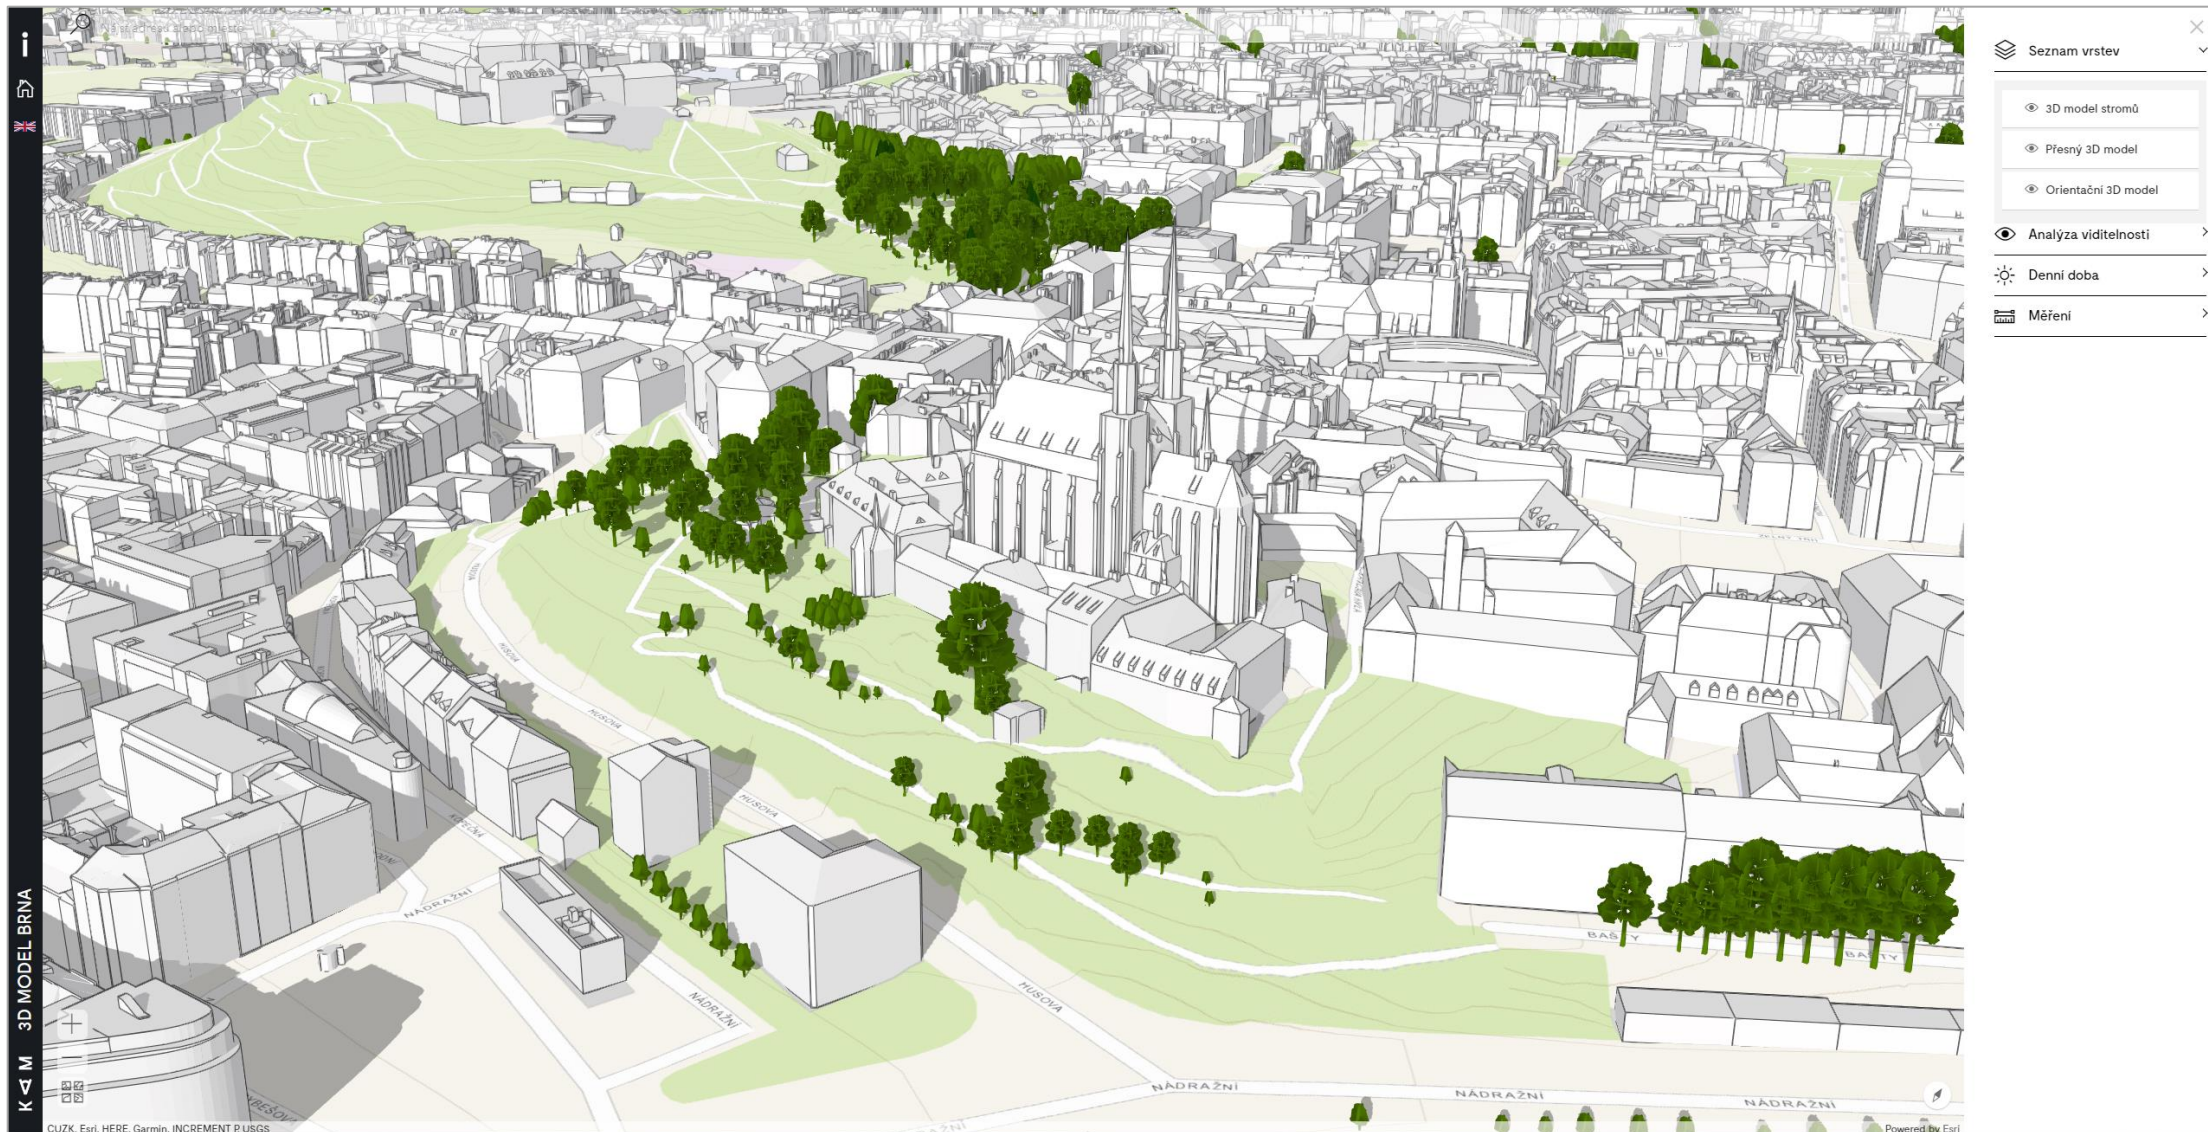 i
3D MODEL BRNA
Seznam vrstev
3D model stromů
Přesný 3D model
Orientační 3D model
Analýza viditelnosti
Denní doba
Měření
HUSOVA
HUSOVA
HUSOVA
HUSOVA
KOPEČNÁ
NÁDRAŽNÍ
NÁDRAŽNÍ
NÁDRAŽNÍ
NÁDRAŽNÍ
NÁDRAŽNÍ
BAŠTY
BAŠTY
CUZK, Esri, HERE, Garmin, INCREMENT P, USGS
Powered by Esri